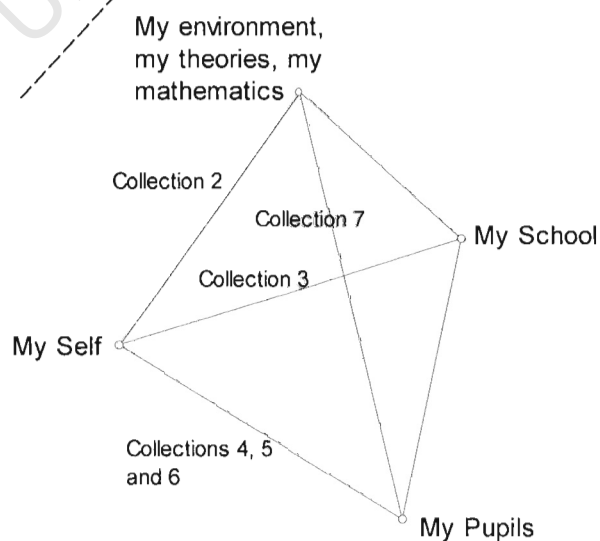 My environment,
my theories, my
mathematics
Collection 2
Collection 7
My School
Collection 3
My Self
Collections 4, 5
and 6
My Pupils